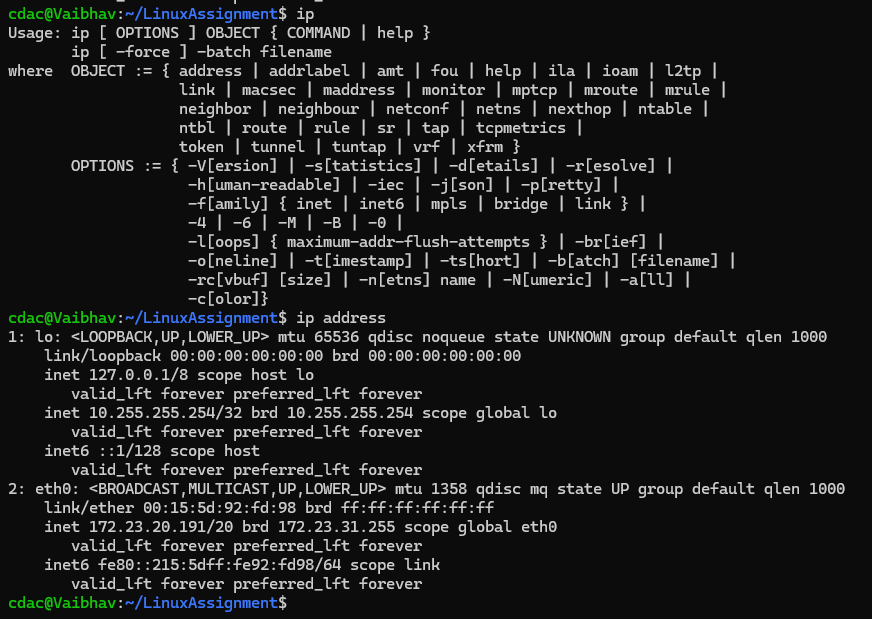 cdac@Vaibhav:~/LinuxAssignment$ ip
Usage: ip [ OPTIONS ] OBJECT { COMMAND | help }
       ip [ -force ] -batch filename
where  OBJECT := { address | addrlabel | amt | fou | help | ila | ioam | l2tp |
                   link | macsec | maddress | monitor | mptcp | mroute | mrule |
                   neighbor | neighbour | netconf | netns | nexthop | ntable |
                   ntbl | route | rule | sr | tap | tcpmetrics |
                   token | tunnel | tuntap | vrf | xfrm }
       OPTIONS := { -V[ersion] | -s[tatistics] | -d[etails] | -r[esolve] |
                    -h[uman-readable] | -iec | -j[son] | -p[retty] |
                    -f[amily] { inet | inet6 | mpls | bridge | link } |
                    -4 | -6 | -M | -B | -0 |
                    -l[oops] { maximum-addr-flush-attempts } | -br[ief] |
                    -o[neline] | -t[imestamp] | -ts[hort] | -b[atch] [filename] |
                    -rc[vbuf] [size] | -n[etns] name | -N[umeric] | -a[ll] |
                    -c[olor]}
cdac@Vaibhav:~/LinuxAssignment$ ip address
1: lo: <LOOPBACK,UP,LOWER_UP> mtu 65536 qdisc noqueue state UNKNOWN group default qlen 1000
    link/loopback 00:00:00:00:00:00 brd 00:00:00:00:00:00
    inet 127.0.0.1/8 scope host lo
       valid_lft forever preferred_lft forever
    inet 10.255.255.254/32 brd 10.255.255.254 scope global lo
       valid_lft forever preferred_lft forever
    inet6 ::1/128 scope host
       valid_lft forever preferred_lft forever
2: eth0: <BROADCAST,MULTICAST,UP,LOWER_UP> mtu 1358 qdisc mq state UP group default qlen 1000
    link/ether 00:15:5d:92:fd:98 brd ff:ff:ff:ff:ff:ff
    inet 172.23.20.191/20 brd 172.23.31.255 scope global eth0
       valid_lft forever preferred_lft forever
    inet6 fe80::215:5dff:fe92:fd98/64 scope link
       valid_lft forever preferred_lft forever
cdac@Vaibhav:~/LinuxAssignment$